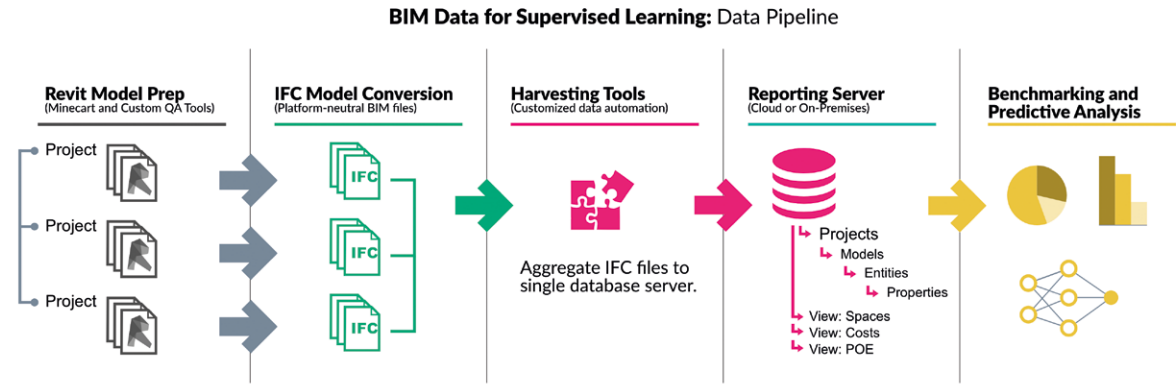 BIM Data for Supervised Learning: Data Pipeline
Revit Model Prep
(Minecart and Custom QA Tools)
Project
Project
Project
IFC Model Conversion
(Platform-neutral BIM files)
IFC
IFC
IFC
Harvesting Tools
(Customized data automation)
Aggregate IFC files to
single database server.
Reporting Server
(Cloud or On-Premises)
Projects
Models
Entities
Properties
View: Spaces
View: Costs
View: POE
Benchmarking and
Predictive Analysis